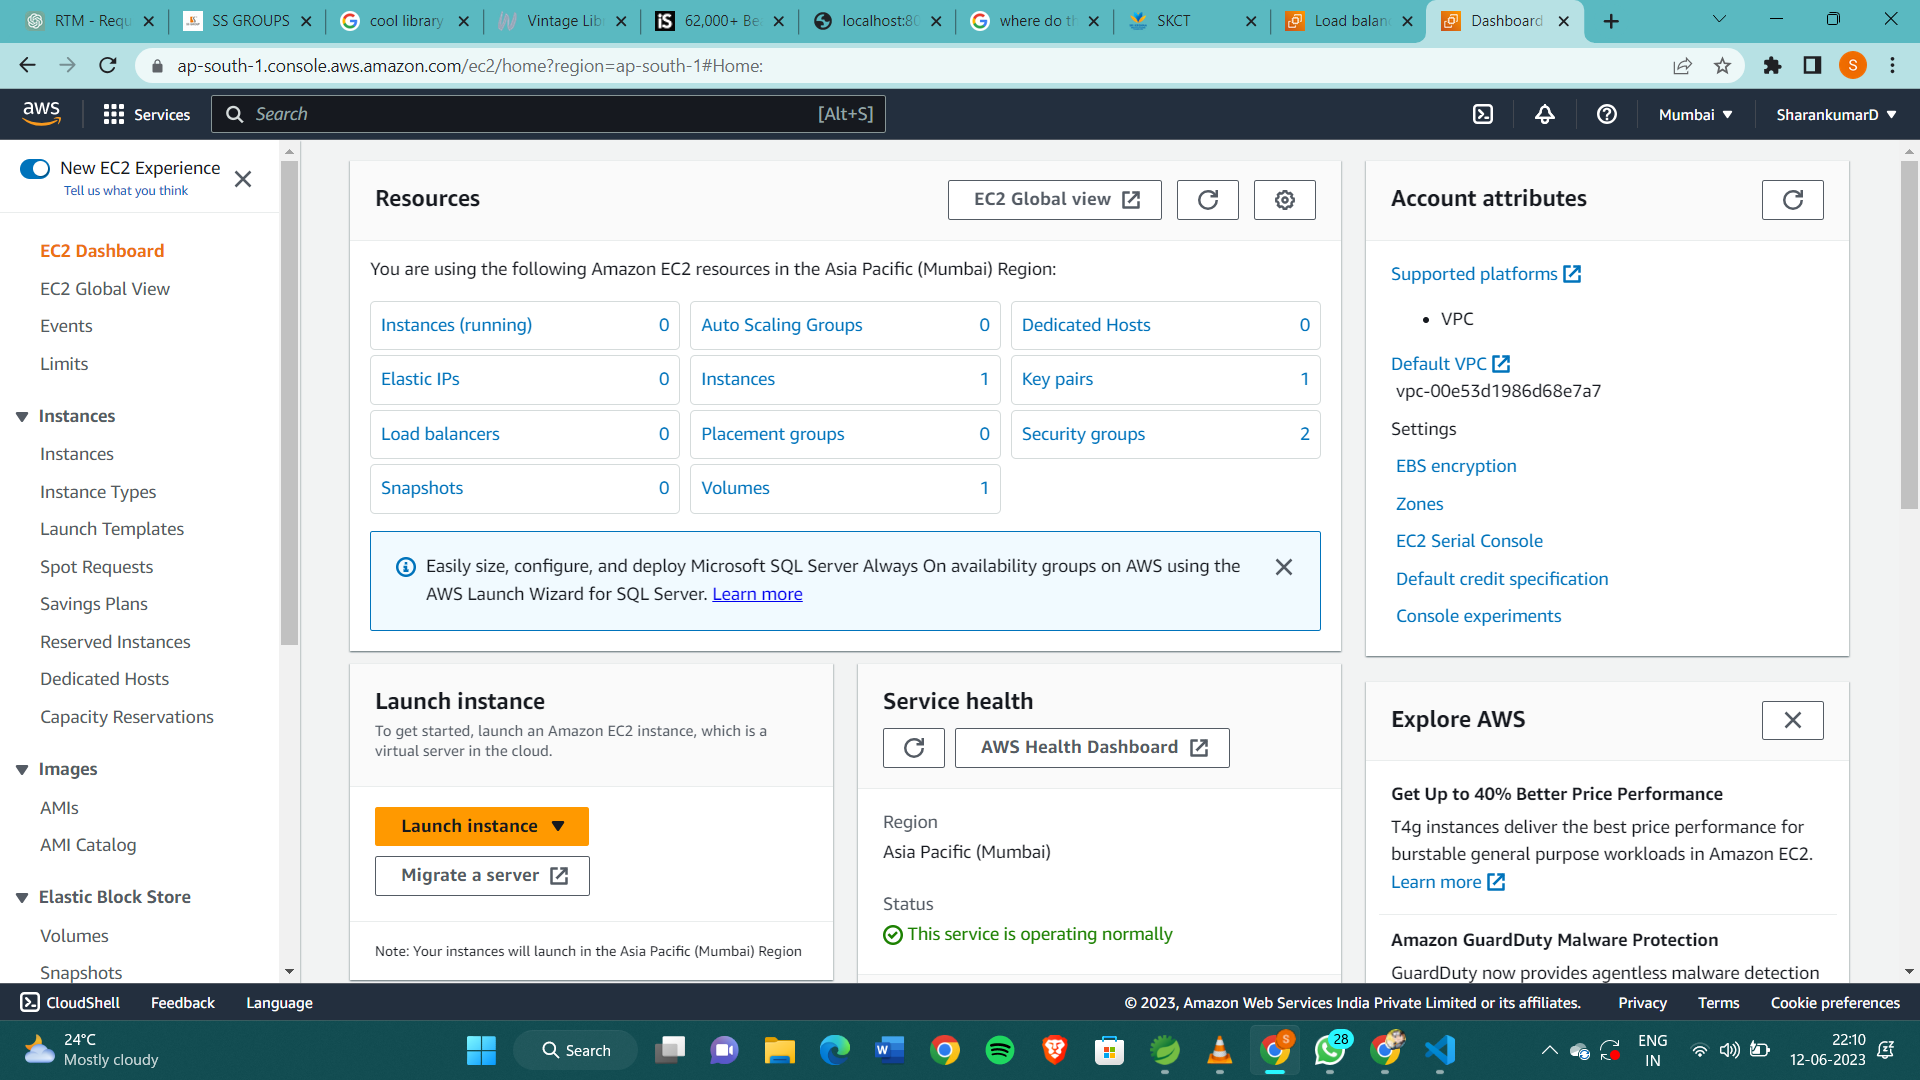 RTM - Requ
SS GROUPS
cool library
Vintage Libr
62,000+ Be
localhost:80
where do th
SKCT
Load balanc
Dashboard
ap-south-1.console.aws.amazon.com/ec2/home?region=ap-south-1#Home:
aws
Services
Search
[Alt+S]
Mumbai
SharankumarD
New EC2 Experience
Tell us what you think
EC2 Dashboard
EC2 Global View
Events
Limits
Instances
Instances
Instance Types
Launch Templates
Spot Requests
Savings Plans
Reserved Instances
Dedicated Hosts
Capacity Reservations
Images
AMIs
AMI Catalog
Elastic Block Store
Volumes
Snapshots
Resources
EC2 Global view
You are using the following Amazon EC2 resources in the Asia Pacific (Mumbai) Region:
Instances (running) 0
Auto Scaling Groups 0
Dedicated Hosts 0
Elastic IPs 0
Instances 1
Key pairs 1
Load balancers 0
Placement groups 0
Security groups 2
Snapshots 0
Volumes 1
Easily size, configure, and deploy Microsoft SQL Server Always On availability groups on AWS using the
AWS Launch Wizard for SQL Server. Learn more
Launch instance
To get started, launch an Amazon EC2 instance, which is a
virtual server in the cloud.
Launch instance
Migrate a server
Note: Your instances will launch in the Asia Pacific (Mumbai) Region
Service health
AWS Health Dashboard
Region
Asia Pacific (Mumbai)
Status
This service is operating normally
Account attributes
Supported platforms
• VPC
Default VPC
vpc-00e53d1986d68e7a7
Settings
EBS encryption
Zones
EC2 Serial Console
Default credit specification
Console experiments
Explore AWS
Get Up to 40% Better Price Performance
T4g instances deliver the best price performance for
burstable general purpose workloads in Amazon EC2.
Learn more
Amazon GuardDuty Malware Protection
GuardDuty now provides agentless malware detection
CloudShell
Feedback
Language
© 2023, Amazon Web Services India Private Limited or its affiliates.
Privacy
Terms
Cookie preferences
24°C
Mostly cloudy
Search
S
28
ENG
IN
22:10
12-06-2023